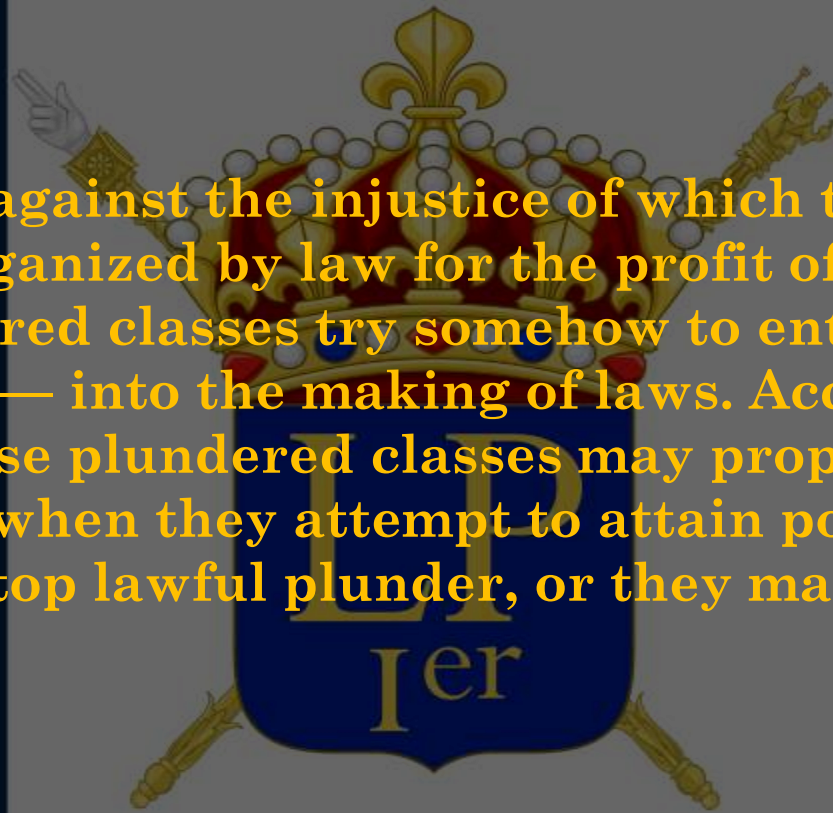 against the injustice of which t
ganized by law for the profit of
red classes try somehow to ent
— into the making of laws. Acc
se plundered classes may prop
when they attempt to attain po
top lawful plunder, or they ma
LP
Ier